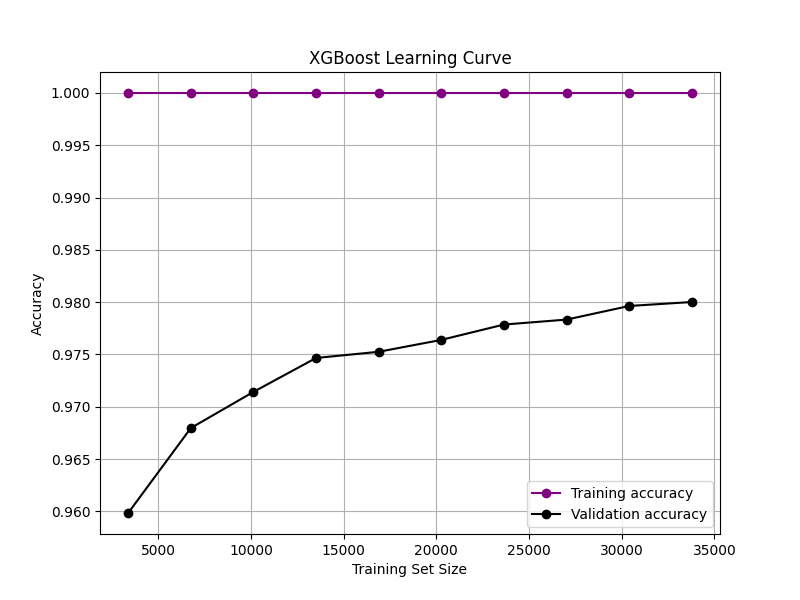 XGBoost Learning Curve
1.000
0.995
0.990
0.985
0.980
0.975
0.970
0.965
0.960
Accuracy
Training accuracy
Validation accuracy
5000 10000 15000 20000 25000 30000 35000
Training Set Size